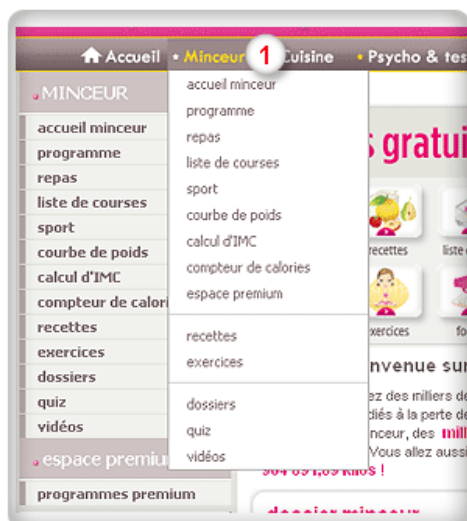 Accueil • Minceur 1 Cuisine • Psycho & tes
MINCEUR
accueil minceur
programme
repas
liste de courses
sport
courbe de poids
calcul d'IMC
compteur de calori
recettes
exercices
dossiers
quiz
vidéos
espace premiu
programmes premium
accueil minceur
programme
repas
liste de courses
sport
courbe de poids
calcul d'IMC
compteur de calories
espace premium
recettes
exercices
dossiers
quiz
vidéos
s gratui
recettes
liste
xercices
fo
nvenue sur
ez des milliers de
diés à la perte de
nceur, des mill
Vous allez aussi
904 891,89 kilos !
dossier minceur